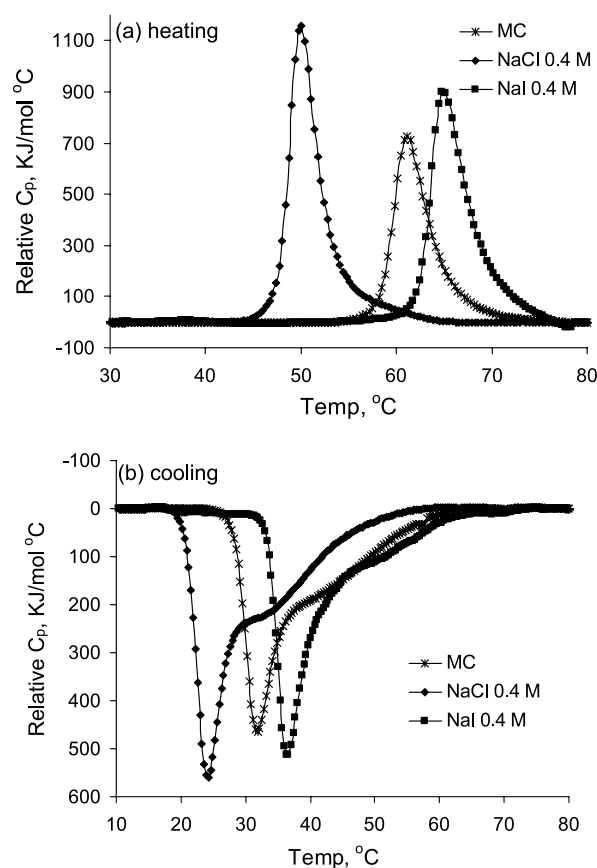 (a) heating
MC
NaCl 0.4 M
NaI 0.4 M
Relative Cp, KJ/mol °C
1100
900
700
500
300
100
-100
30
40
50
60
70
80
Temp, °C
(b) cooling
-100
0
100
200
300
400
500
600
Relative Cp, KJ/mol °C
MC
NaCl 0.4 M
NaI 0.4 M
10
20
30
40
50
60
70
80
Temp, °C